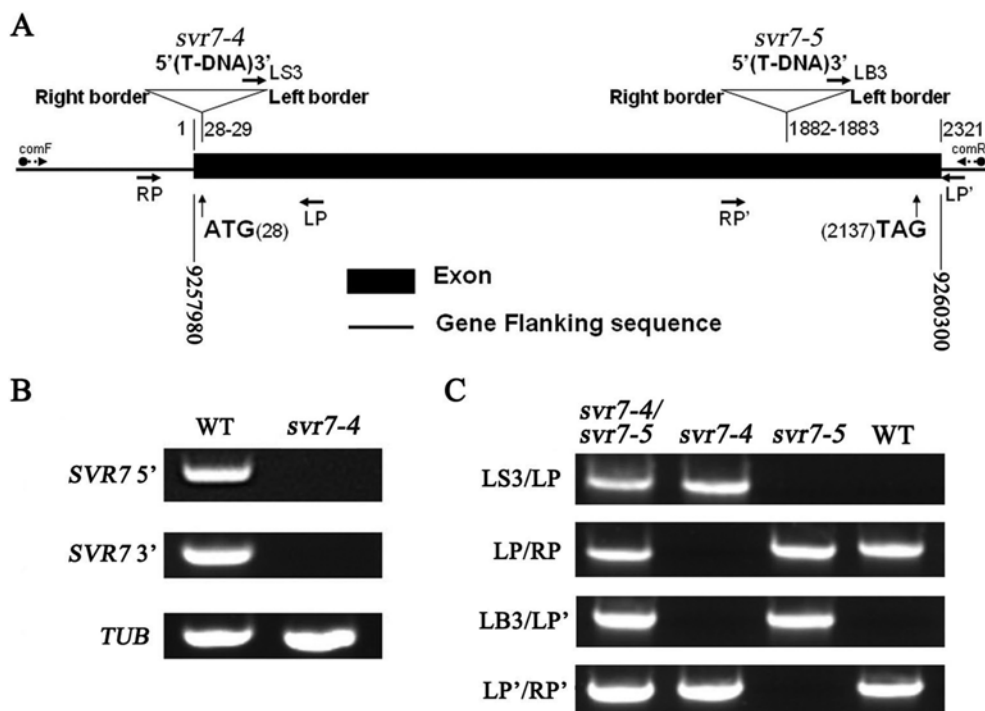 A
svr7-4
5'(T-DNA)3'
LS3
Right border
Left border
svr7-5
5'(T-DNA)3'
LB3
Right border
Left border
1
28-29
1882-1883
2321
comF
comR
RP
LP
RP'
LP'
ATG(28)
(2137)TAG
9257980
9260300
Exon
Gene Flanking sequence
B
WT
svr7-4
SVR7 5'
SVR7 3'
TUB
C
svr7-4/
svr7-5
svr7-4
svr7-5
WT
LS3/LP
LP/RP
LB3/LP'
LP'/RP'